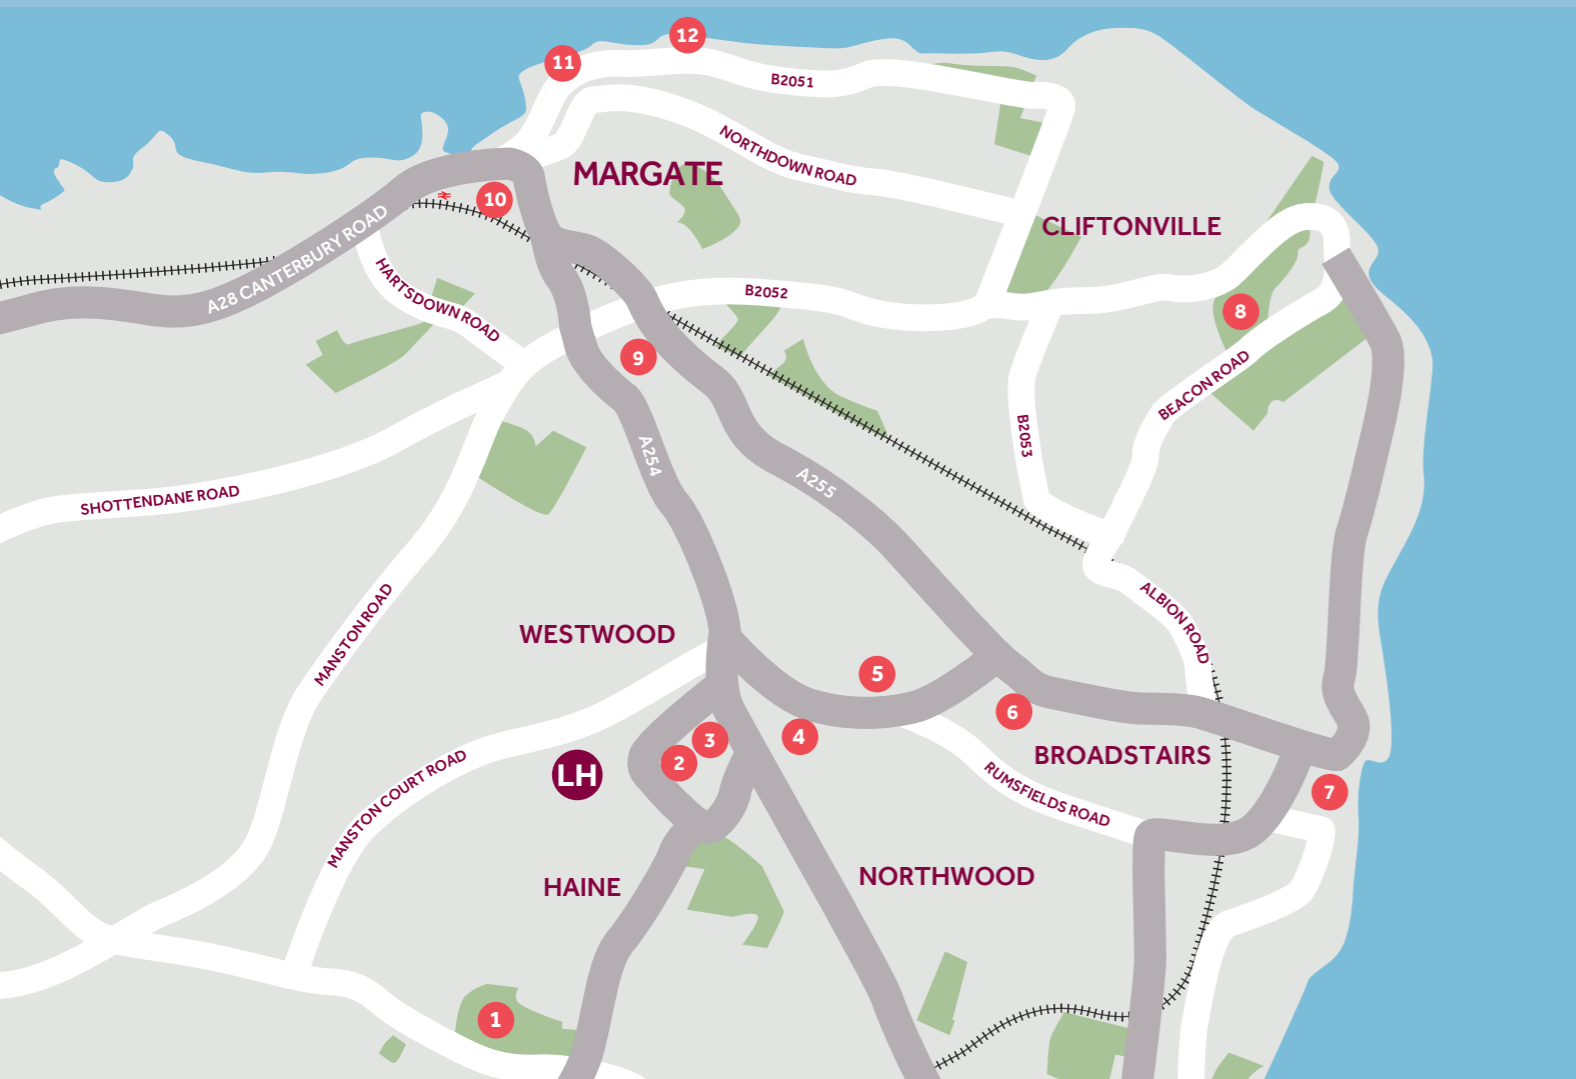 12
11
B2051
NORTHDOWN ROAD
MARGATE
10
CLIFTONVILLE
A28 CANTERBURY ROAD
HARTSDOWN ROAD
B2052
8
9
BEACON ROAD
B2053
A254
A255
SHOTTENDANE ROAD
MANSTON ROAD
ALBION ROAD
WESTWOOD
5
6
4
3
2
LH
BROADSTAIRS
7
RUMSFIELDS ROAD
MANSTON COURT ROAD
HAINE
NORTHWOOD
1